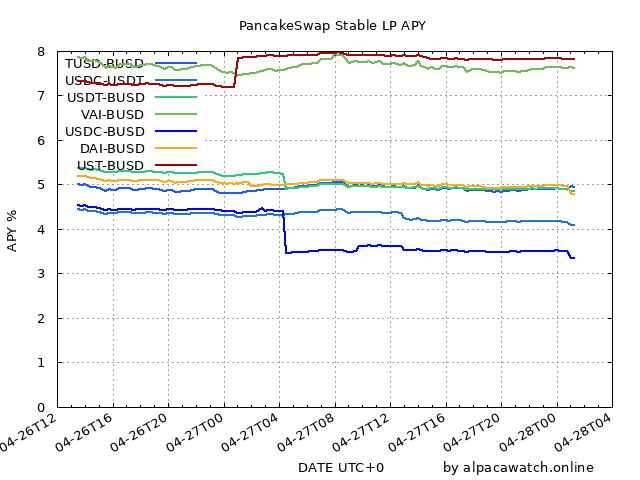 PancakeSwap Stable LP APY
8
7
6
5
4
3
2
1
0
APY %
TUSD-BUSD
USDC-USDT
USDT-BUSD
VAI-BUSD
USDC-BUSD
DAI-BUSD
UST-BUSD
04-26T12
04-26T16
04-26T20
04-27T00
04-27T04
04-27T08
04-27T12
04-27T16
04-27T20
04-28T00
04-28T04
DATE UTC+0
by alpacawatch.online